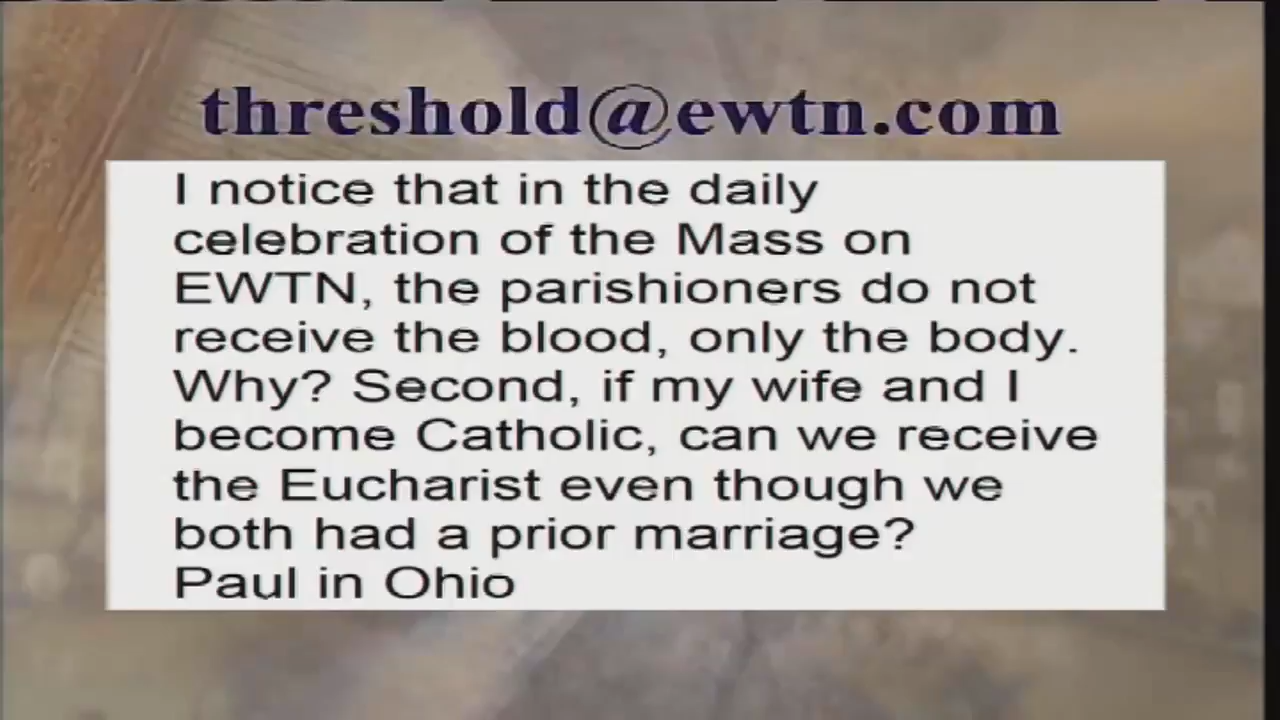 threshold@ewtn.com
I notice that in the daily
celebration of the Mass on
EWTN, the parishioners do not
receive the blood, only the body.
Why? Second, if my wife and I
become Catholic, can we receive
the Eucharist even though we
both had a prior marriage?
Paul in Ohio